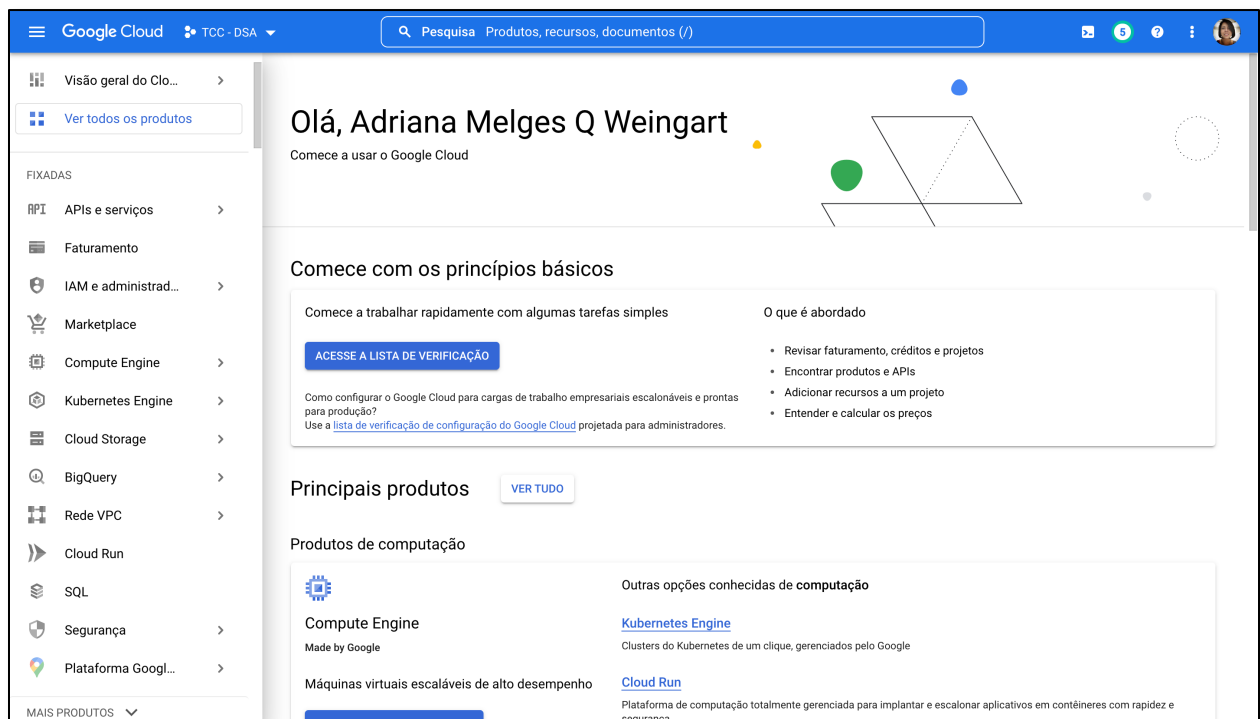 Google Cloud
TCC - DSA
Pesquisa Produtos, recursos, documentos (/)
5
Visão geral do Clo...
Ver todos os produtos
FIXADAS
API APIs e serviços
Faturamento
IAM e administrad...
Marketplace
Compute Engine
Kubernetes Engine
Cloud Storage
BigQuery
Rede VPC
Cloud Run
SQL
Segurança
Plataforma Googl...
MAIS PRODUTOS
Olá, Adriana Melges Q Weingart
Comece a usar o Google Cloud
Comece com os princípios básicos
Comece a trabalhar rapidamente com algumas tarefas simples
ACESSE A LISTA DE VERIFICAÇÃO
Como configurar o Google Cloud para cargas de trabalho empresariais escalonáveis e prontas
para produção?
Use a lista de verificação de configuração do Google Cloud projetada para administradores.
O que é abordado
• Revisar faturamento, créditos e projetos
• Encontrar produtos e APIs
• Adicionar recursos a um projeto
• Entender e calcular os preços
Principais produtos
VER TUDO
Produtos de computação
Compute Engine
Made by Google
Máquinas virtuais escaláveis de alto desempenho
Outras opções conhecidas de computação
Kubernetes Engine
Clusters do Kubernetes de um clique, gerenciados pelo Google
Cloud Run
Plataforma de computação totalmente gerenciada para implantar e escalonar aplicativos em contêineres com rapidez e
segurança